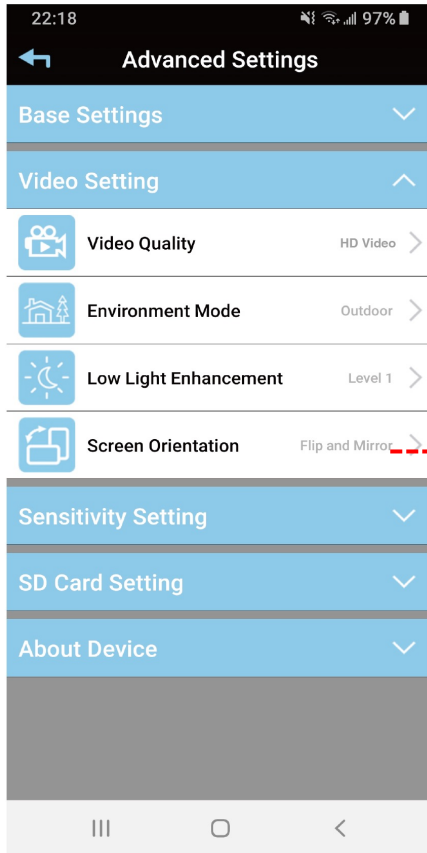 22:18 97%
Advanced Settings
Base Settings
Video Setting
Video Quality HD Video
Environment Mode Outdoor
Low Light Enhancement Level 1
Screen Orientation Flip and Mirror
Sensitivity Setting
SD Card Setting
About Device